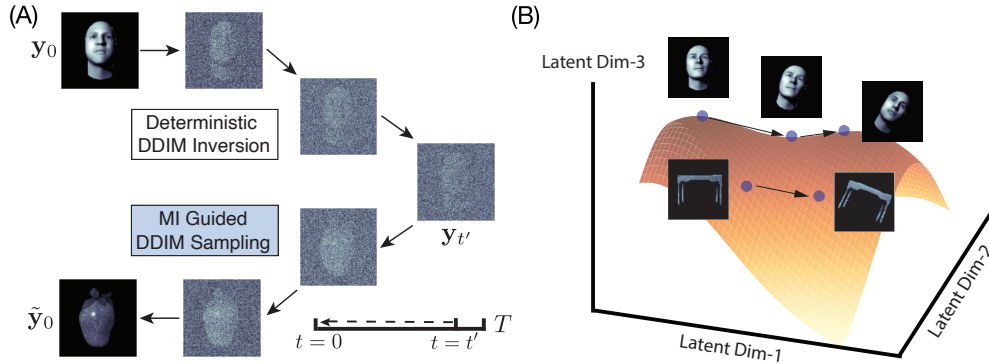 (A)
y₀
Deterministic
DDIM Inversion
MI Guided
DDIM Sampling
yₜ′
ỹ₀
t = 0
t = t′
T
(B)
Latent Dim-3
Latent Dim-1
Latent Dim-2